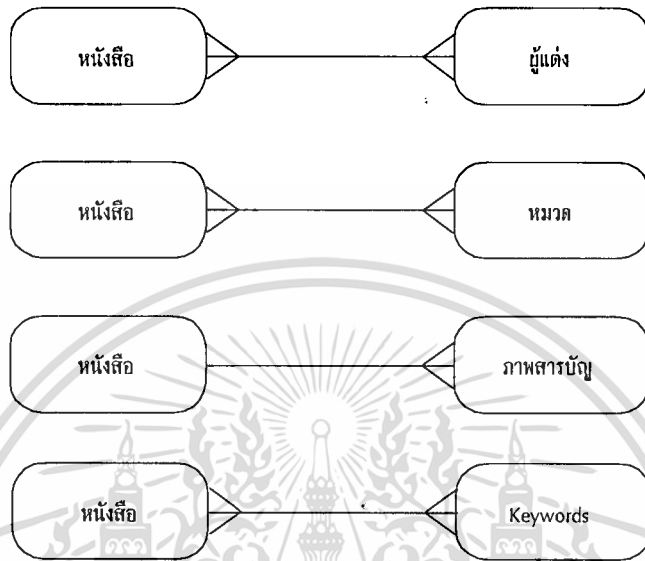 หนังสือ ผู้แต่ง
หนังสือ หมวด
หนังสือ ภาพสารบัญ
หนังสือ Keywords